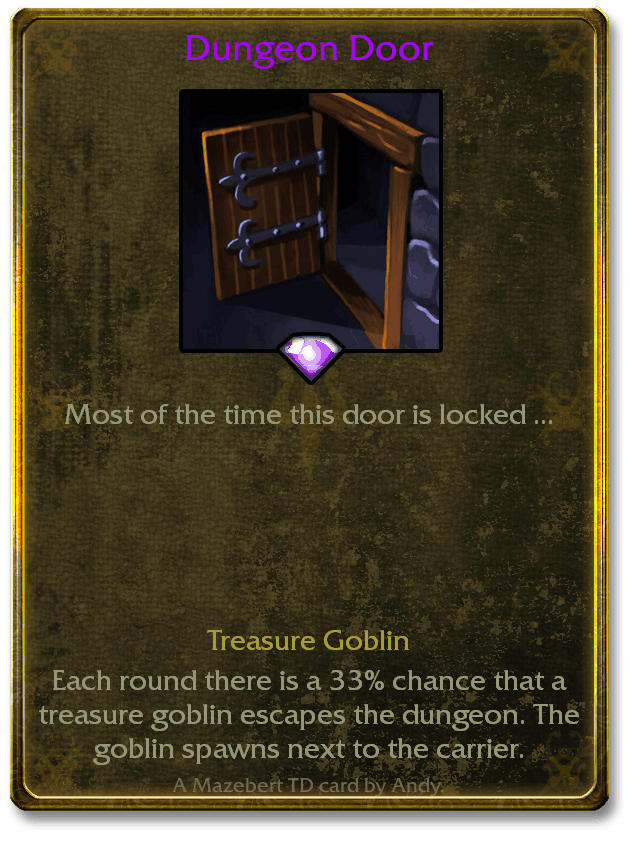 Dungeon Door
Most of the time this door is locked ...
Treasure Goblin
Each round there is a 33% chance that a
treasure goblin escapes the dungeon. The
goblin spawns next to the carrier.
A Mazebert TD card by Andy.